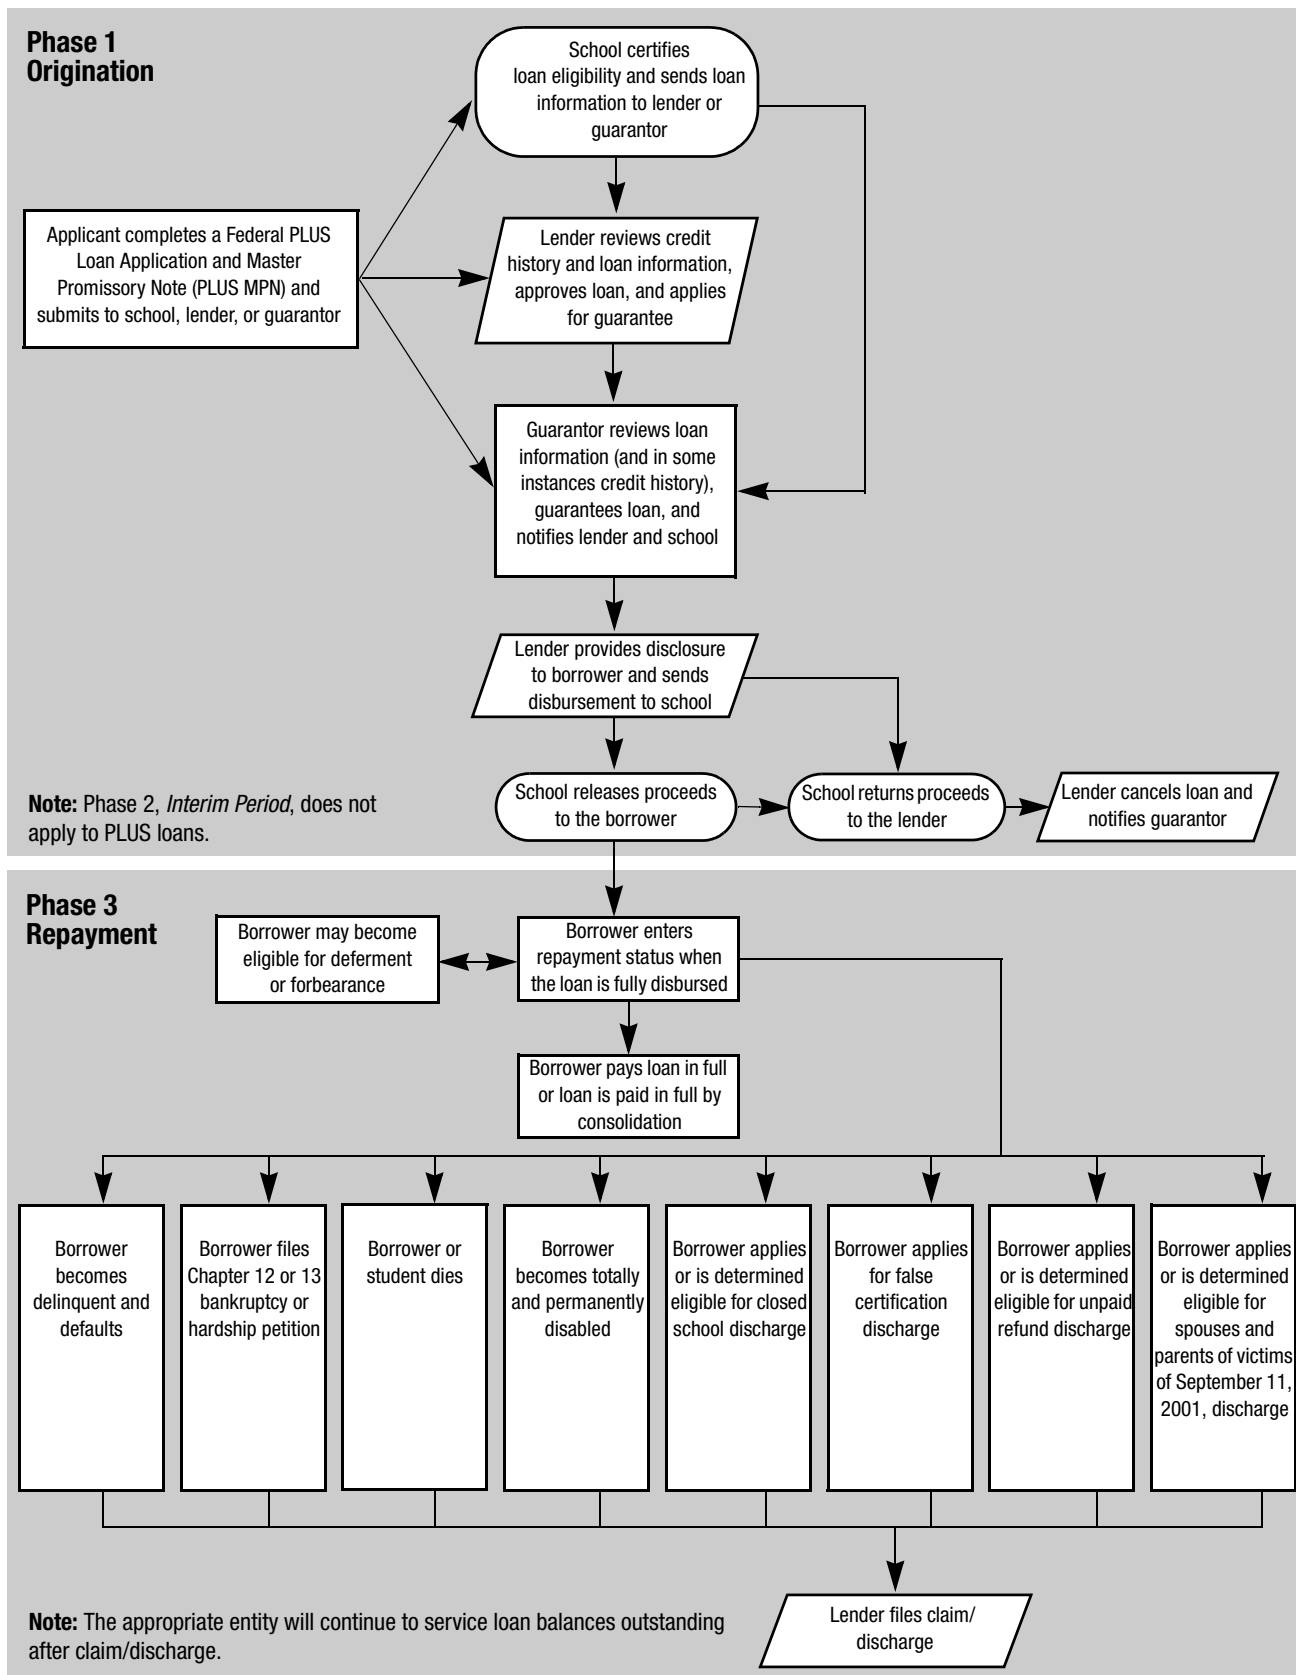 Phase 1
Origination
School certifies
loan eligibility and sends loan
information to lender or
guarantor
Applicant completes a Federal PLUS
Loan Application and Master
Promissory Note (PLUS MPN) and
submits to school, lender, or guarantor
Lender reviews credit
history and loan information,
approves loan, and applies
for guarantee
Guarantor reviews loan
information (and in some
instances credit history),
guarantees loan, and
notifies lender and school
Lender provides disclosure
to borrower and sends
disbursement to school
School releases proceeds
to the borrower
School returns proceeds
to the lender
Lender cancels loan and
notifies guarantor
Note: Phase 2, Interim Period, does not
apply to PLUS loans.
Phase 3
Repayment
Borrower may become
eligible for deferment
or forbearance
Borrower enters
repayment status when
the loan is fully disbursed
Borrower pays loan in full
or loan is paid in full by
consolidation
Borrower
becomes
delinquent and
defaults
Borrower files
Chapter 12 or 13
bankruptcy or
hardship petition
Borrower or
student dies
Borrower
becomes totally
and permanently
disabled
Borrower applies
or is determined
eligible for closed
school discharge
Borrower applies
for false
certification
discharge
Borrower applies
or is determined
eligible for unpaid
refund discharge
Borrower applies
or is determined
eligible for
spouses and
parents of victims
of September 11,
2001, discharge
Lender files claim/
discharge
Note: The appropriate entity will continue to service loan balances outstanding
after claim/discharge.